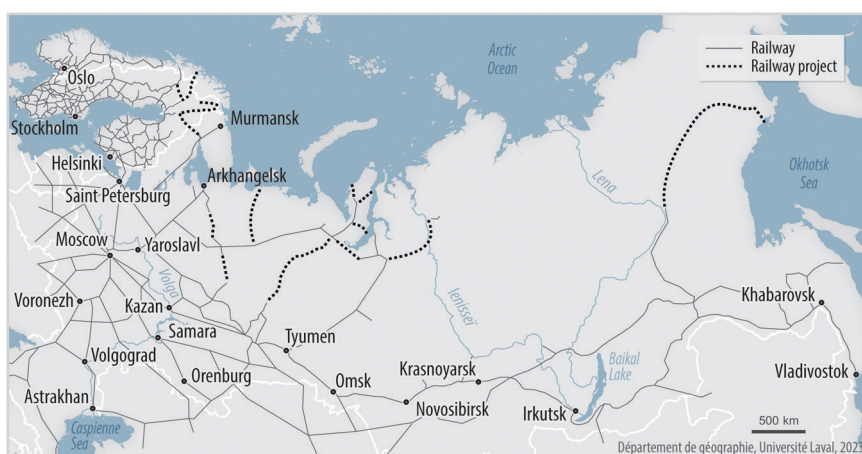 Arctic
Ocean
Railway
Railway project
Oslo
Stockholm
Murmansk
Helsinki
Saint Petersburg
Arkhangelsk
Lena
Okhotsk
Sea
Moscow
Yaroslavl
Volga
Ienissei
Voronezh
Kazan
Khabarovsk
Samara
Tyumen
Volgograd
Krasnoyarsk
Baikal
Lake
Orenburg
Omsk
Vladivostok
Astrakhan
Novosibirsk
Irkutsk
500 km
Caspienne
Sea
Département de géographie, Université Laval, 2023